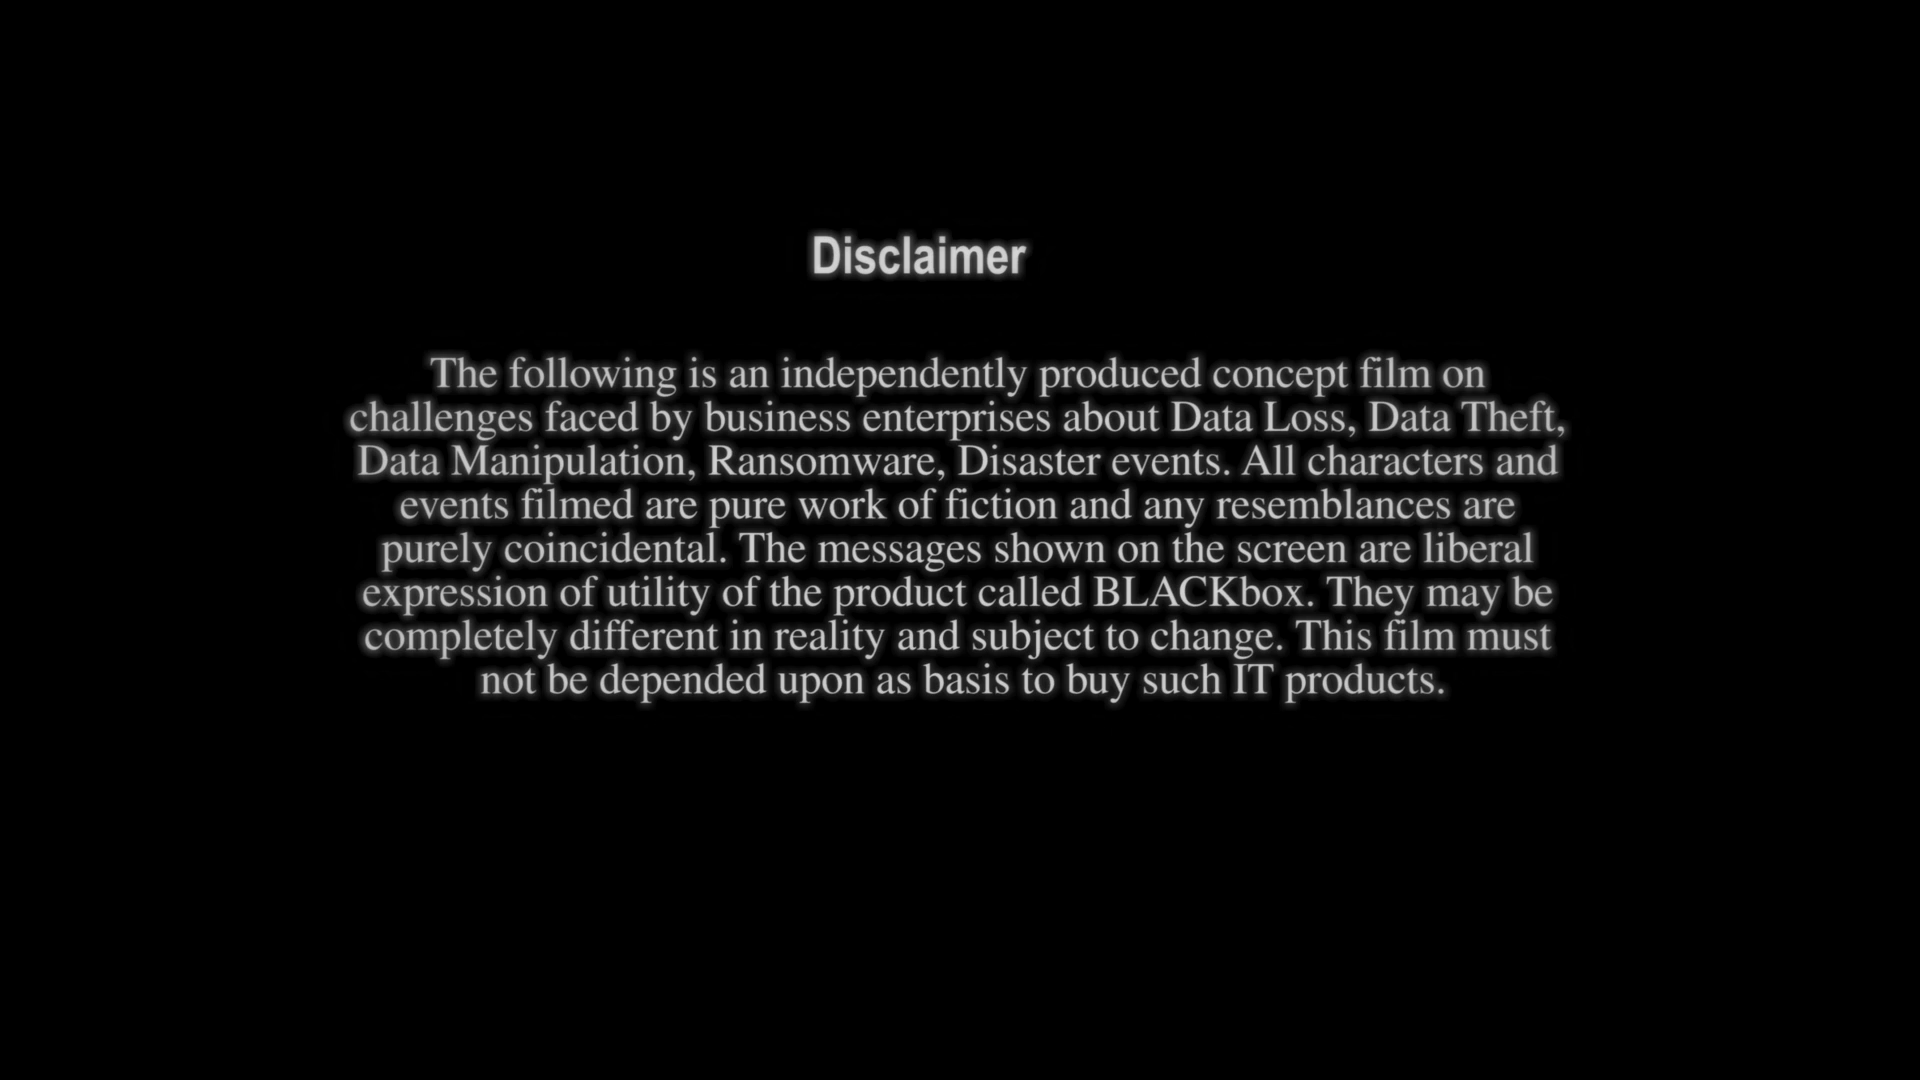 Disclaimer
The following is an independently produced concept film on
challenges faced by business enterprises about Data Loss, Data Theft,
Data Manipulation, Ransomware, Disaster events. All characters and
events filmed are pure work of fiction and any resemblances are
purely coincidental. The messages shown on the screen are liberal
expression of utility of the product called BLACKbox. They may be
completely different in reality and subject to change. This film must
not be depended upon as basis to buy such IT products.